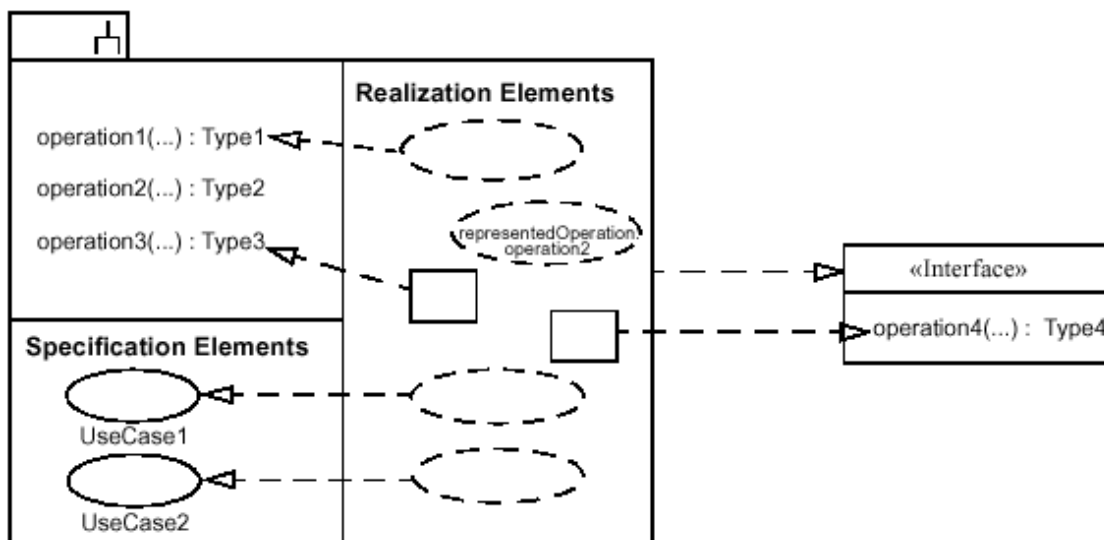 Realization Elements
operation1(...) : Type1
operation2(...) : Type2
representedOperation:
operation2
operation3(...) : Type3
«Interface»
operation4(...) : Type4
Specification Elements
UseCase1
UseCase2